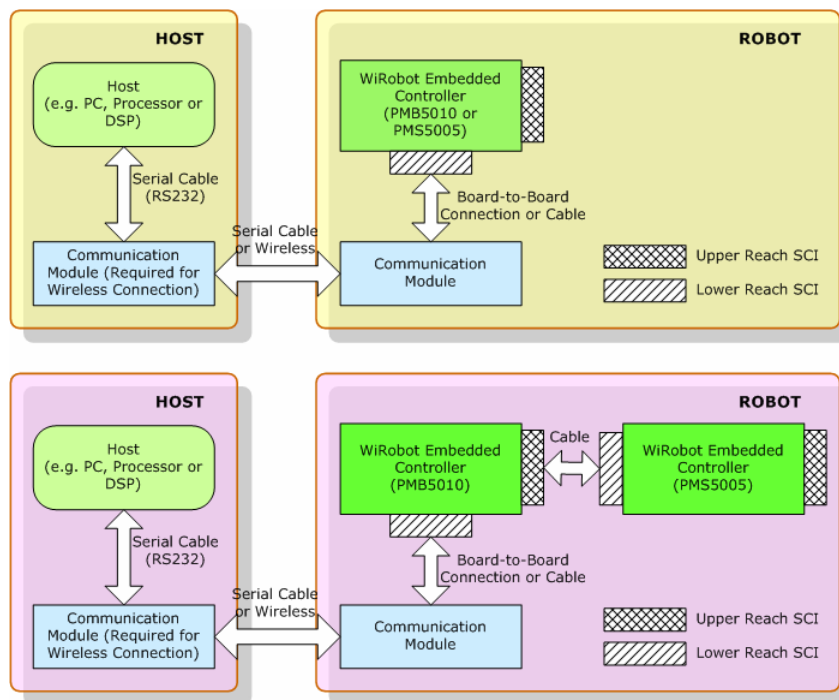 HOST
Host
(e.g. PC, Processor or
DSP)
Serial Cable
(RS232)
Communication
Module (Required for
Wireless Connection)
Serial Cable
or Wireless
ROBOT
WiRobot Embedded
Controller
(PMB5010 or
PMS5005)
Board-to-Board
Connection or Cable
Communication
Module
Upper Reach SCI
Lower Reach SCI
HOST
Host
(e.g. PC, Processor or
DSP)
Serial Cable
(RS232)
Communication
Module (Required for
Wireless Connection)
Serial Cable
or Wireless
ROBOT
WiRobot Embedded
Controller
(PMB5010)
Cable
WiRobot Embedded
Controller
(PMS5005)
Board-to-Board
Connection or Cable
Communication
Module
Upper Reach SCI
Lower Reach SCI